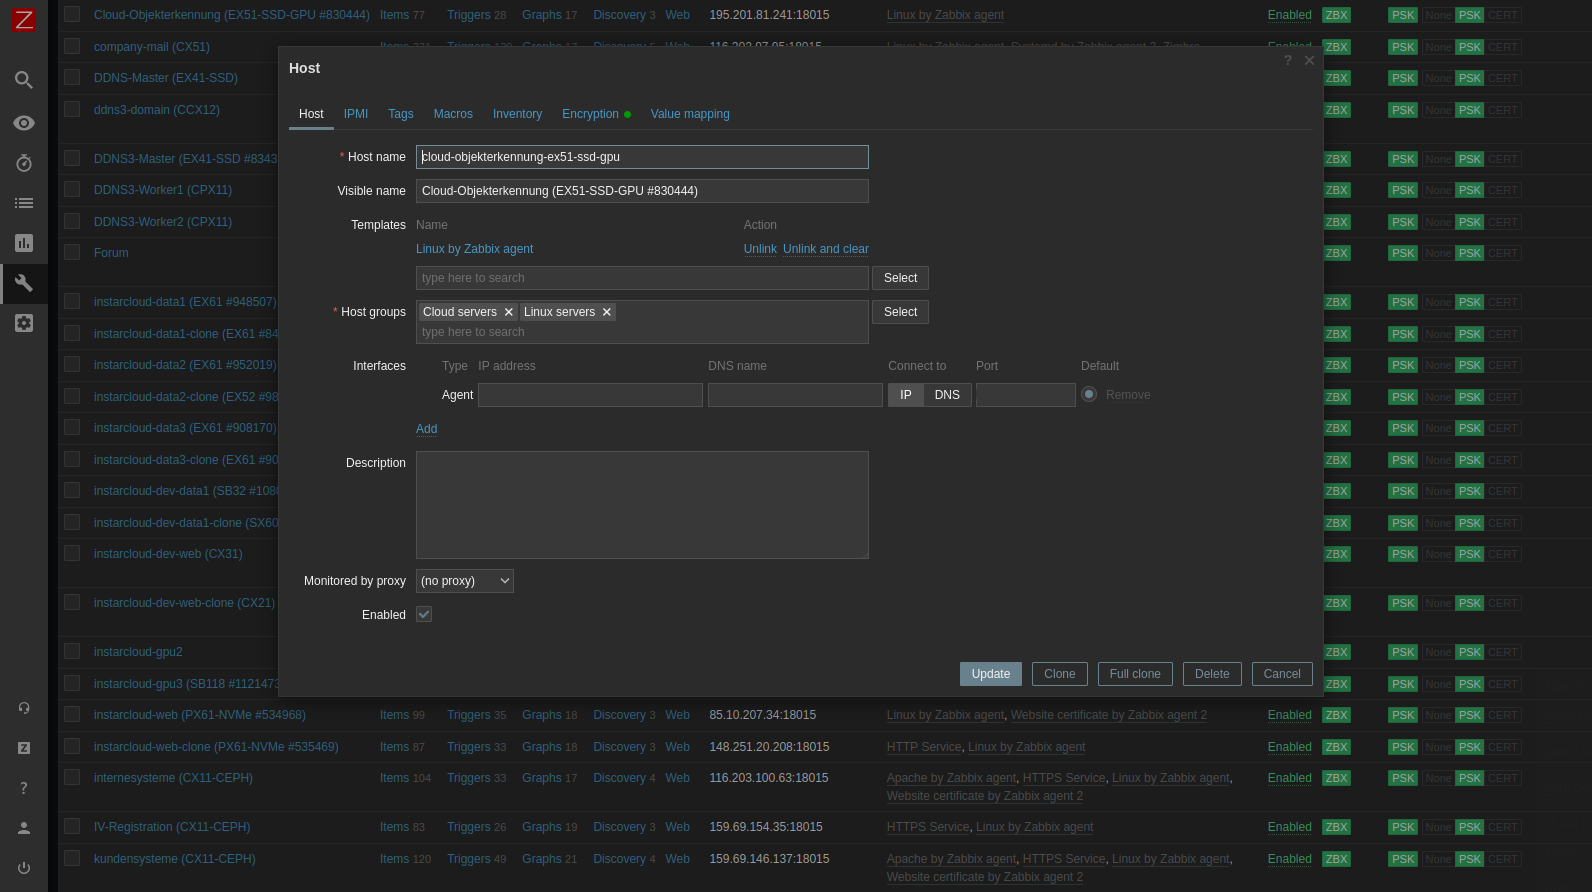 Cloud-Objekterkennung (EX51-SSD-GPU #830444) Items 77 Triggers 28 Graphs 17 Discovery 3 Web 195.201.81.241:18015 Linux by Zabbix agent Enabled ZBX PSK None PSK CERT
company-mail (CX51) PSK None PSK CERT
Host ? ✕
DDNS-Master (EX41-SSD) ZBX PSK None PSK CERT
ddns3-domain (CCX12) ZBX PSK None PSK CERT
Host IPMI Tags Macros Inventory Encryption Value mapping
DDNS3-Master (EX41-SSD #8343 * Host name cloud-objekterkennung-ex51-ssd-gpu ZBX PSK None PSK CERT
DDNS3-Worker1 (CPX11) Visible name Cloud-Objekterkennung (EX51-SSD-GPU #830444) ZBX PSK None PSK CERT
DDNS3-Worker2 (CPX11) Templates Name Action ZBX PSK None PSK CERT
Forum Linux by Zabbix agent Unlink Unlink and clear ZBX PSK None PSK CERT
type here to search Select
instarcloud-data1 (EX61 #948507) * Host groups Cloud servers ✕ Linux servers ✕ Select ZBX PSK None PSK CERT
instarcloud-data1-clone (EX61 #84 type here to search ZBX PSK None PSK CERT
instarcloud-data2 (EX61 #952019) Interfaces Type IP address DNS name Connect to Port Default ZBX PSK None PSK CERT
instarcloud-data2-clone (EX52 #98 Agent IP DNS Remove ZBX PSK None PSK CERT
instarcloud-data3 (EX61 #908170) Add ZBX PSK None PSK CERT
instarcloud-data3-clone (EX61 #90 Description ZBX PSK None PSK CERT
instarcloud-dev-data1 (SB32 #1080 ZBX PSK None PSK CERT
instarcloud-dev-data1-clone (SX60 ZBX PSK None PSK CERT
instarcloud-dev-web (CX31) ZBX PSK None PSK CERT
Monitored by proxy (no proxy)
instarcloud-dev-web-clone (CX21) Enabled ZBX PSK None PSK CERT
instarcloud-gpu2 ZBX PSK None PSK CERT
instarcloud-gpu3 (SB118 #1121473 Update Clone Full clone Delete Cancel ZBX PSK None PSK CERT
instarcloud-web (PX61-NVMe #534968) Items 99 Triggers 35 Graphs 18 Discovery 3 Web 85.10.207.34:18015 Linux by Zabbix agent, Website certificate by Zabbix agent 2 Enabled ZBX PSK None PSK CERT
instarcloud-web-clone (PX61-NVMe #535469) Items 87 Triggers 33 Graphs 18 Discovery 3 Web 148.251.20.208:18015 HTTP Service, Linux by Zabbix agent Enabled ZBX PSK None PSK CERT
internesysteme (CX11-CEPH) Items 104 Triggers 33 Graphs 17 Discovery 4 Web 116.203.100.63:18015 Apache by Zabbix agent, HTTPS Service, Linux by Zabbix agent, Enabled ZBX PSK None PSK CERT
Website certificate by Zabbix agent 2
IV-Registration (CX11-CEPH) Items 83 Triggers 26 Graphs 19 Discovery 3 Web 159.69.154.35:18015 HTTPS Service, Linux by Zabbix agent Enabled ZBX PSK None PSK CERT
kundensysteme (CX11-CEPH) Items 120 Triggers 49 Graphs 21 Discovery 4 Web 159.69.146.137:18015 Apache by Zabbix agent, HTTPS Service, Linux by Zabbix agent, Enabled ZBX PSK None PSK CERT
Website certificate by Zabbix agent 2